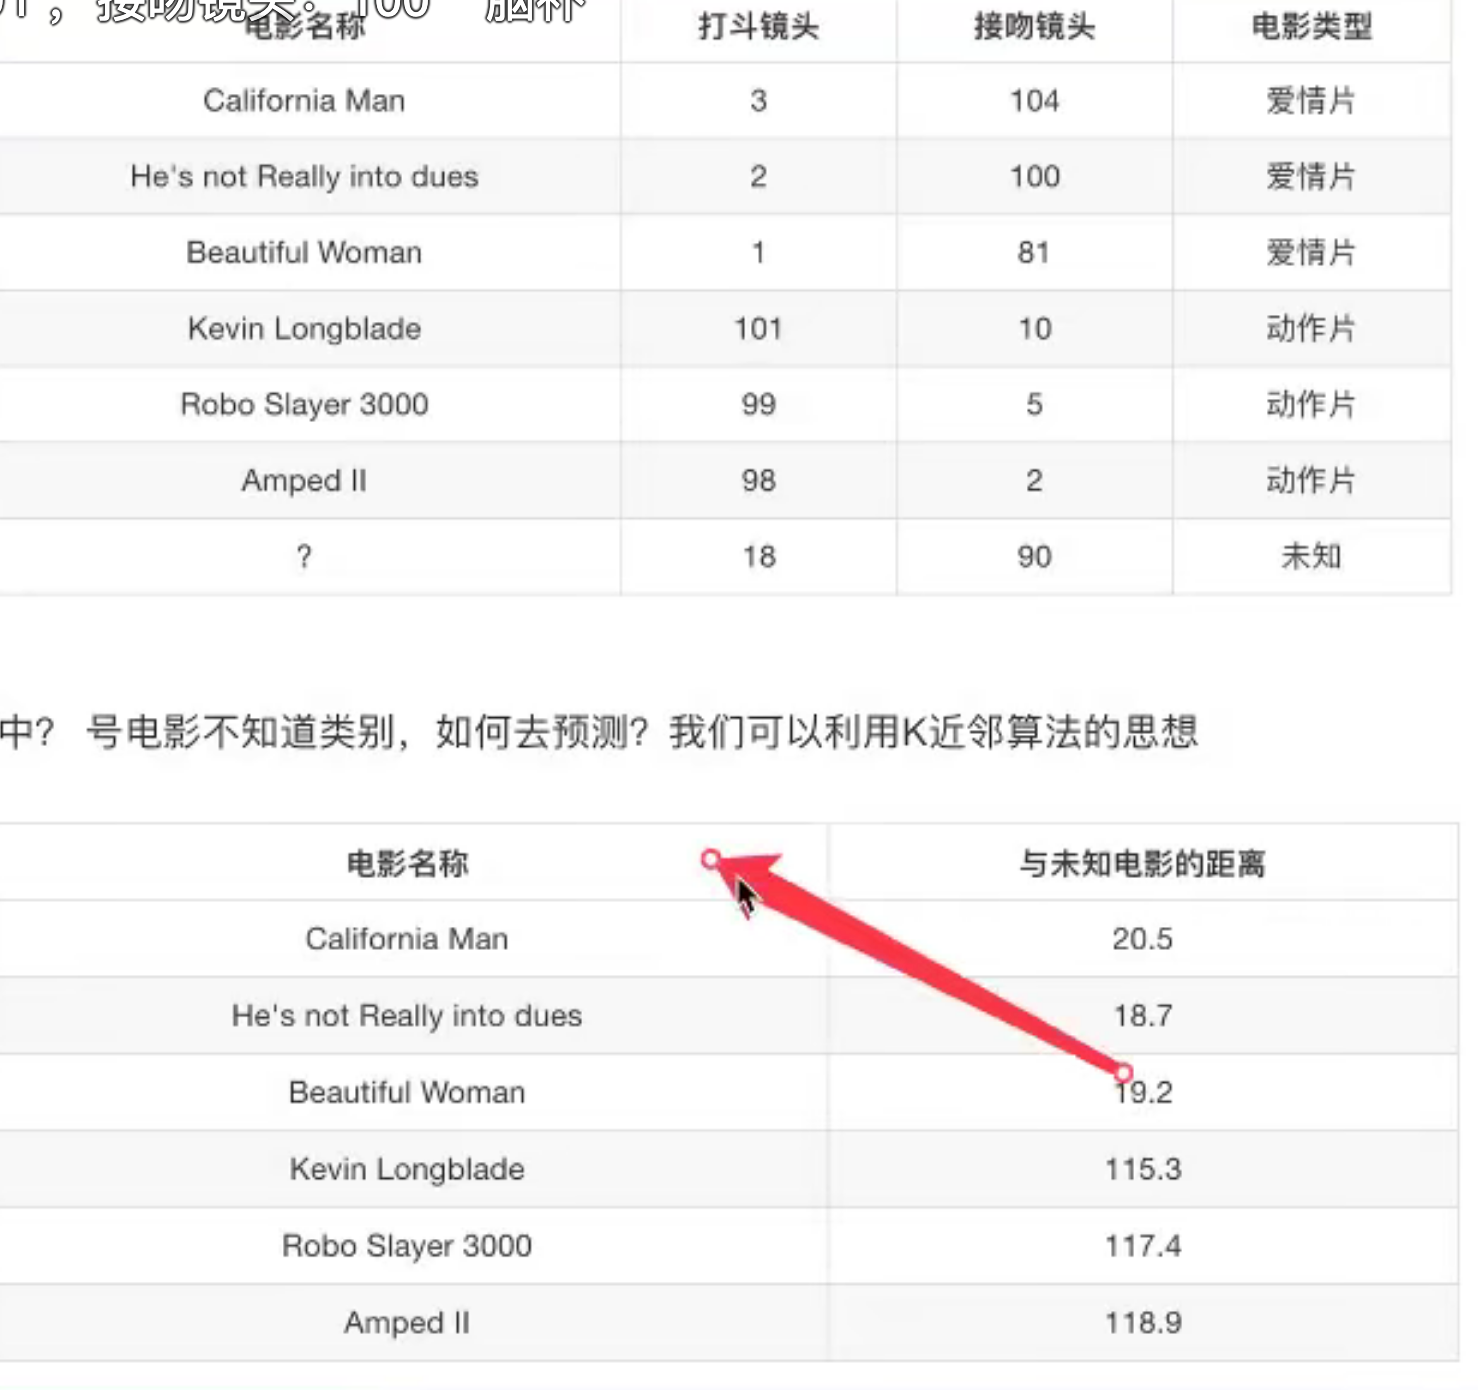 ，接吻镜头：100 脑补
电影名称 打斗镜头 接吻镜头 电影类型
California Man 3 104 爱情片
He's not Really into dues 2 100 爱情片
Beautiful Woman 1 81 爱情片
Kevin Longblade 101 10 动作片
Robo Slayer 3000 99 5 动作片
Amped II 98 2 动作片
? 18 90 未知
中？ 号电影不知道类别，如何去预测？我们可以利用K近邻算法的思想
电影名称 与未知电影的距离
California Man 20.5
He's not Really into dues 18.7
Beautiful Woman 19.2
Kevin Longblade 115.3
Robo Slayer 3000 117.4
Amped II 118.9